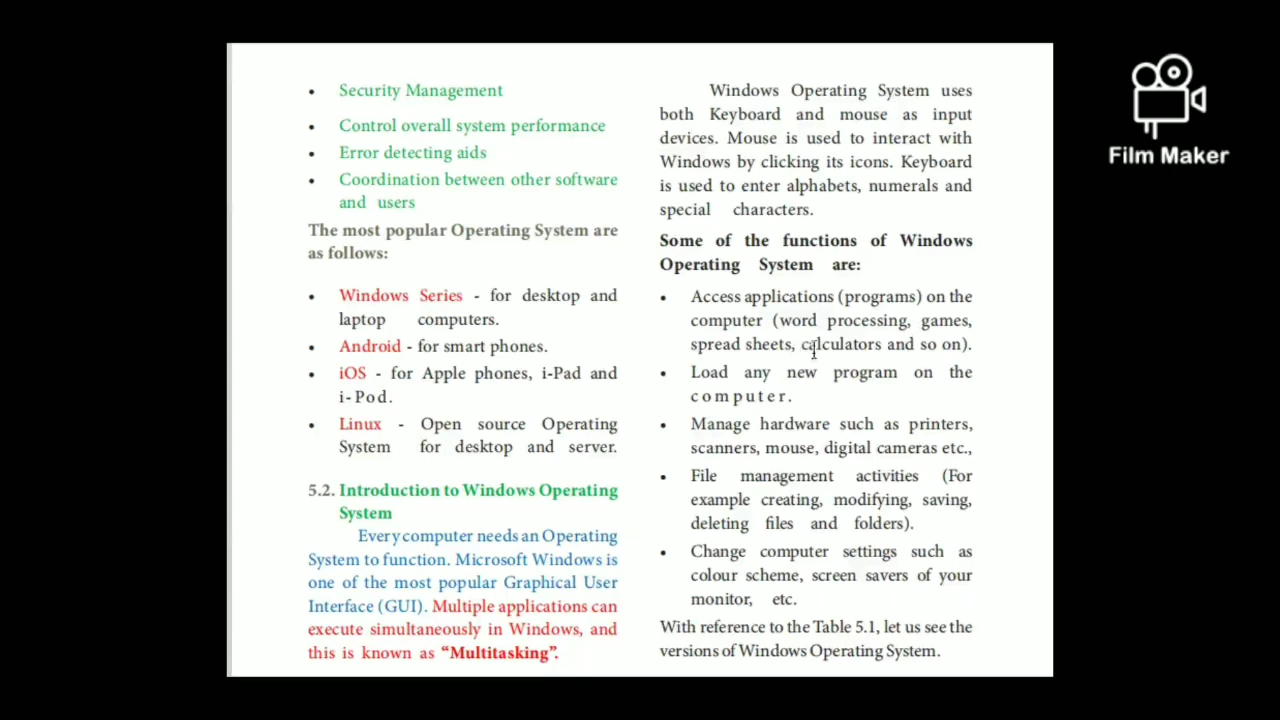 • Security Management
• Control overall system performance
• Error detecting aids
• Coordination between other software
and users
The most popular Operating System are
as follows:
• Windows Series - for desktop and
laptop computers.
• Android - for smart phones.
• iOS - for Apple phones, i-Pad and
i-Pod.
• Linux - Open source Operating
System for desktop and server.
5.2. Introduction to Windows Operating
System
Every computer needs an Operating
System to function. Microsoft Windows is
one of the most popular Graphical User
Interface (GUI). Multiple applications can
execute simultaneously in Windows, and
this is known as “Multitasking”.
Windows Operating System uses
both Keyboard and mouse as input
devices. Mouse is used to interact with
Windows by clicking its icons. Keyboard
is used to enter alphabets, numerals and
special characters.
Some of the functions of Windows
Operating System are:
• Access applications (programs) on the
computer (word processing, games,
spread sheets, calculators and so on).
• Load any new program on the
computer.
• Manage hardware such as printers,
scanners, mouse, digital cameras etc.,
• File management activities (For
example creating, modifying, saving,
deleting files and folders).
• Change computer settings such as
colour scheme, screen savers of your
monitor, etc.
With reference to the Table 5.1, let us see the
versions of Windows Operating System.
Film Maker